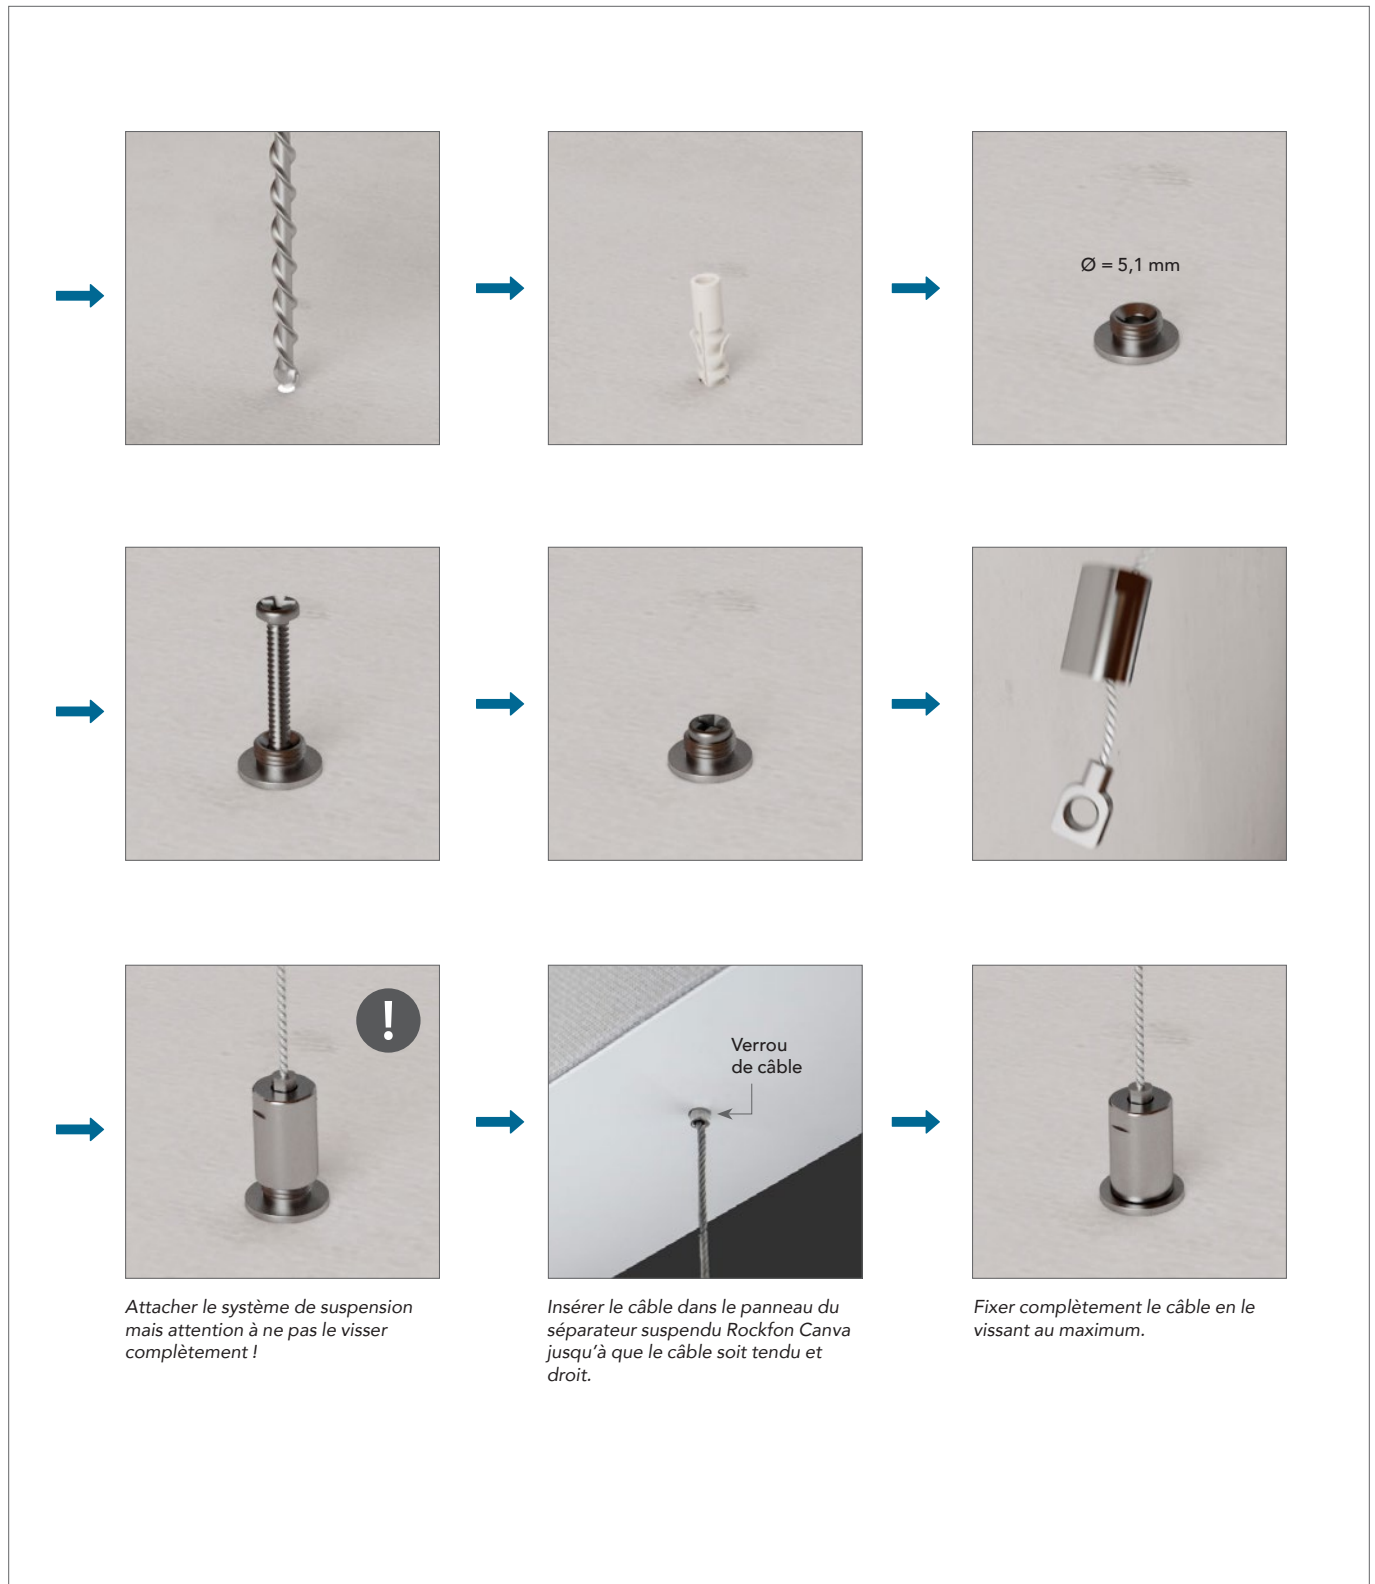 Ø = 5,1 mm
!
Verrou
de câble
Attacher le système de suspension
mais attention à ne pas le visser
complètement !
Insérer le câble dans le panneau du
séparateur suspendu Rockfon Canva
jusqu'à que le câble soit tendu et
droit.
Fixer complètement le câble en le
vissant au maximum.